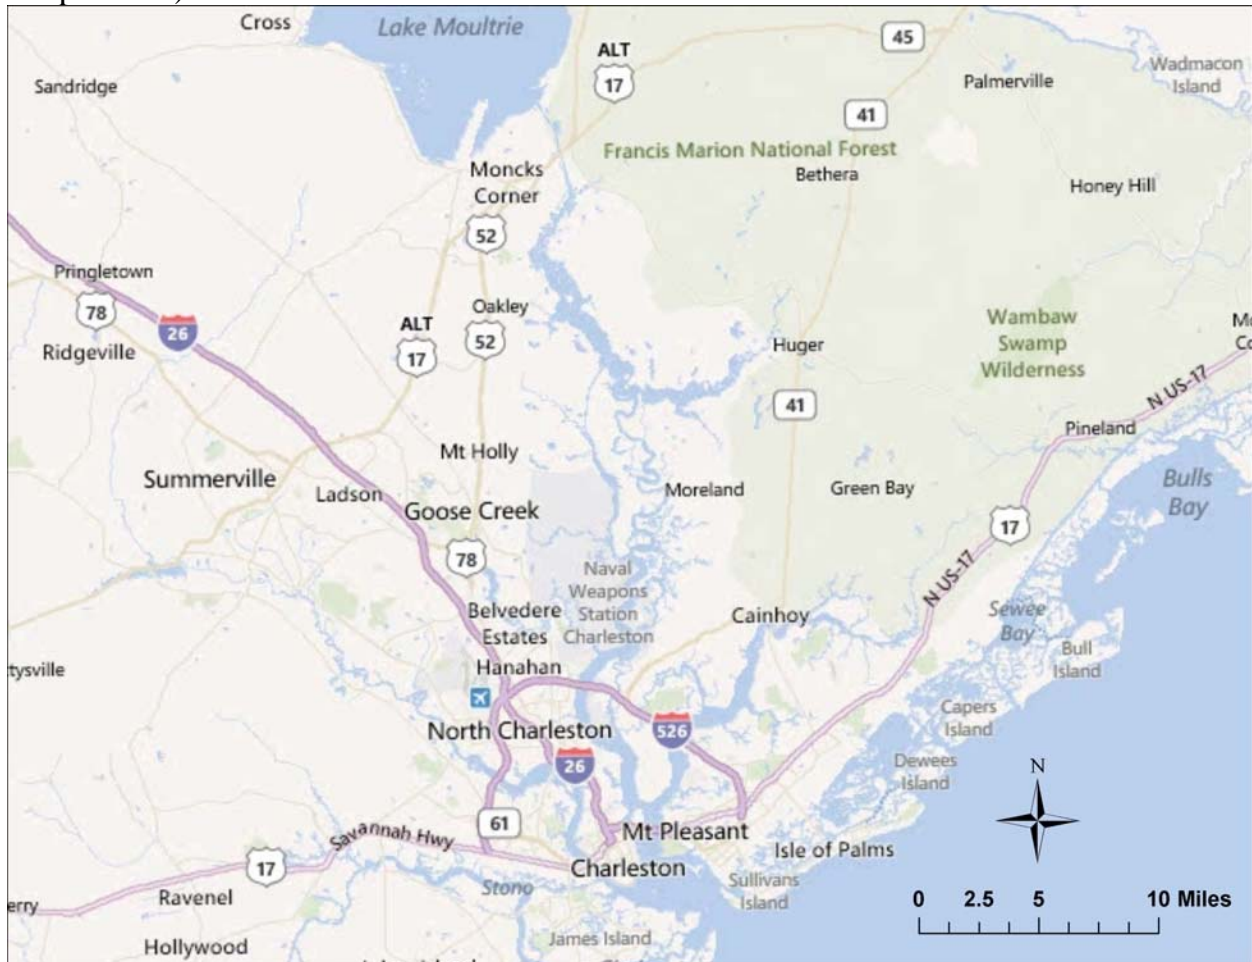 Cross
Lake Moultrie
ALT
17
45
Sandridge
Palmerville
Wadmacon
Island
41
Francis Marion National Forest
Bethera
Moncks
Corner
Honey Hill
52
Pringletown
78
26
Oakley
ALT
17
52
Ridgeville
Wambaw
Swamp
Wilderness
Huger
41
N US-17
Pineland
Mt Holly
Summerville
Ladson
Moreland
Green Bay
Bulls
Bay
Goose Creek
17
78
N US-17
Naval
Weapons
Station
Charleston
Belvedere
Estates
Cainhoy
Sewee
Bay
Bull
Island
ttysville
Hanahan
Capers
Island
North Charleston
526
26
Dewees
Island
N
61
Savannah Hwy
Mt Pleasant
Isle of Palms
17
Charleston
Sullivans
Island
Ravenel
Stono
erry
0 2.5 5 10 Miles
Hollywood
James Island